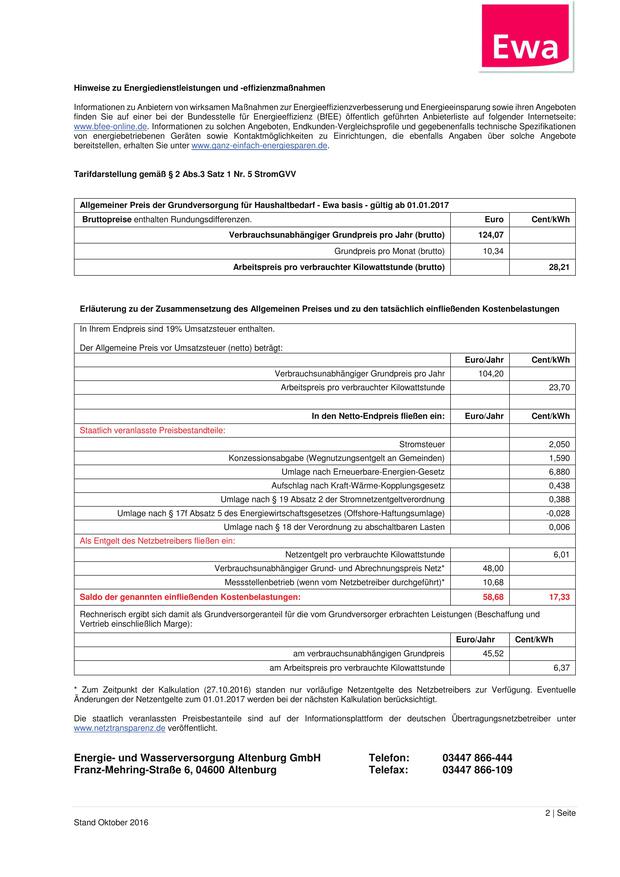 Ewa
Hinweise zu Energiedienstleistungen und -effizienzmaßnahmen
Informationen zu Anbietern von wirksamen Maßnahmen zur Energieeffizienzverbesserung und Energieeinsparung sowie ihren Angeboten
finden Sie auf einer bei der Bundesstelle für Energieeffizienz (BfEE) öffentlich geführten Anbieterliste auf folgender Internetseite:
www.bfee-online.de. Informationen zu solchen Angeboten, Endkunden-Vergleichsprofile und gegebenenfalls technische Spezifikationen
von energiebetriebenen Geräten sowie Kontaktmöglichkeiten zu Einrichtungen, die ebenfalls Angaben über solche Angebote
bereitstellen, erhalten Sie unter www.ganz-einfach-energiesparen.de.
Tarifdarstellung gemäß § 2 Abs.3 Satz 1 Nr. 5 StromGVV
Allgemeiner Preis der Grundversorgung für Haushaltbedarf - Ewa basis - gültig ab 01.01.2017
Bruttopreise enthalten Rundungsdifferenzen. Euro Cent/kWh
Verbrauchsunabhängiger Grundpreis pro Jahr (brutto) 124,07
Grundpreis pro Monat (brutto) 10,34
Arbeitspreis pro verbrauchter Kilowattstunde (brutto) 28,21
Erläuterung zu der Zusammensetzung des Allgemeinen Preises und zu den tatsächlich einfließenden Kostenbelastungen
In Ihrem Endpreis sind 19% Umsatzsteuer enthalten.
Der Allgemeine Preis vor Umsatzsteuer (netto) beträgt:
Euro/Jahr Cent/kWh
Verbrauchsunabhängiger Grundpreis pro Jahr 104,20
Arbeitspreis pro verbrauchter Kilowattstunde 23,70
In den Netto-Endpreis fließen ein: Euro/Jahr Cent/kWh
Staatlich veranlasste Preisbestandteile:
Stromsteuer 2,050
Konzessionsabgabe (Wegnutzungsentgelt an Gemeinden) 1,590
Umlage nach Erneuerbare-Energien-Gesetz 6,880
Aufschlag nach Kraft-Wärme-Kopplungsgesetz 0,438
Umlage nach § 19 Absatz 2 der Stromnetzentgeltverordnung 0,388
Umlage nach § 17f Absatz 5 des Energiewirtschaftsgesetzes (Offshore-Haftungsumlage) -0,028
Umlage nach § 18 der Verordnung zu abschaltbaren Lasten 0,006
Als Entgelt des Netzbetreibers fließen ein:
Netzentgelt pro verbrauchte Kilowattstunde 6,01
Verbrauchsunabhängiger Grund- und Abrechnungspreis Netz* 48,00
Messstellenbetrieb (wenn vom Netzbetreiber durchgeführt)* 10,68
Saldo der genannten einfließenden Kostenbelastungen: 58,68 17,33
Rechnerisch ergibt sich damit als Grundversorgeranteil für die vom Grundversorger erbrachten Leistungen (Beschaffung und
Vertrieb einschließlich Marge):
Euro/Jahr Cent/kWh
am verbrauchsunabhängigen Grundpreis 45,52
am Arbeitspreis pro verbrauchte Kilowattstunde 6,37
* Zum Zeitpunkt der Kalkulation (27.10.2016) standen nur vorläufige Netzentgelte des Netzbetreibers zur Verfügung. Eventuelle
Änderungen der Netzentgelte zum 01.01.2017 werden bei der nächsten Kalkulation berücksichtigt.
Die staatlich veranlassten Preisbestanteile sind auf der Informationsplattform der deutschen Übertragungsnetzbetreiber unter
www.netztransparenz.de veröffentlicht.
Energie- und Wasserversorgung Altenburg GmbH Telefon: 03447 866-444
Franz-Mehring-Straße 6, 04600 Altenburg Telefax: 03447 866-109
2 | Seite
Stand Oktober 2016